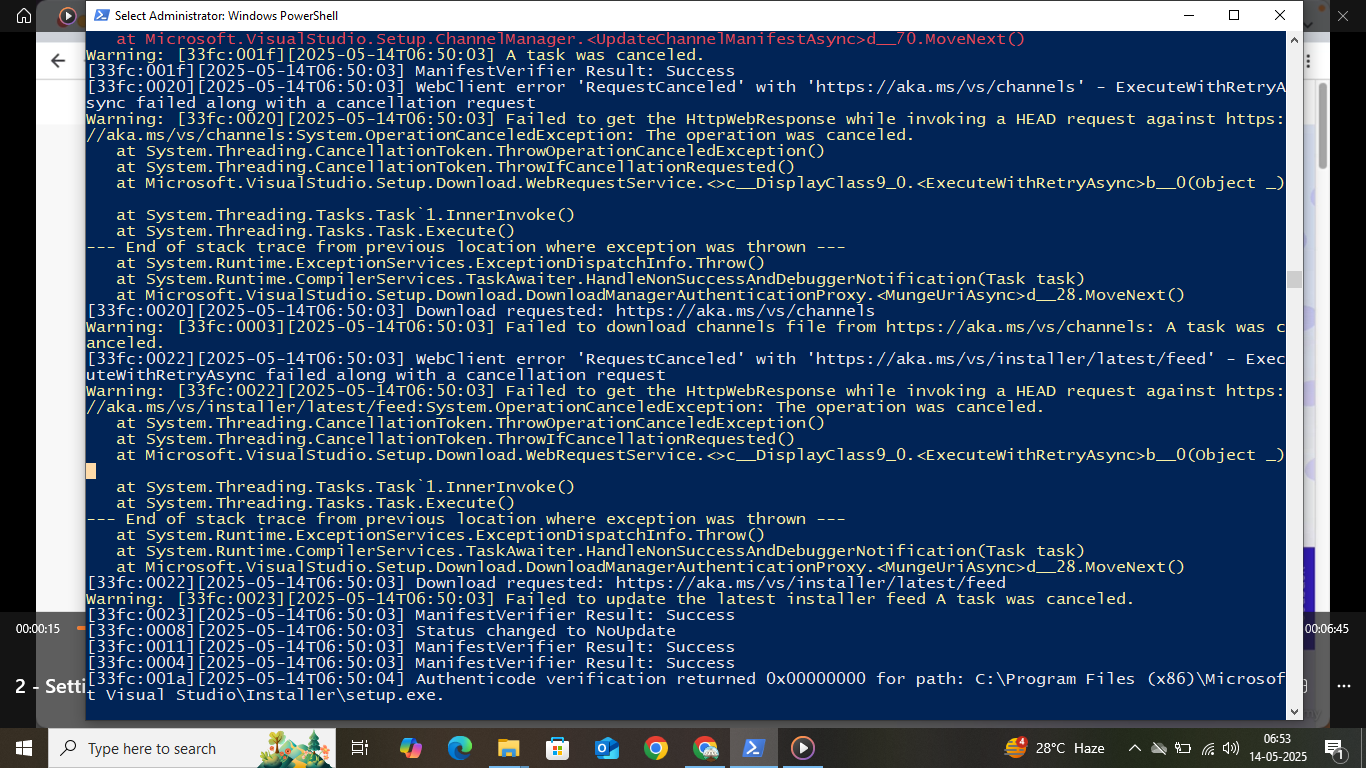 Select Administrator: Windows PowerShell
at Microsoft.VisualStudio.Setup.ChannelManager.<UpdateChannelManifestAsync>d__70.MoveNext()
Warning: [33fc:001f][2025-05-14T06:50:03] A task was canceled.
[33fc:001f][2025-05-14T06:50:03] ManifestVerifier Result: Success
[33fc:0020][2025-05-14T06:50:03] WebClient error 'RequestCanceled' with 'https://aka.ms/vs/channels' - ExecuteWithRetryA
sync failed along with a cancellation request
Warning: [33fc:0020][2025-05-14T06:50:03] Failed to get the HttpWebResponse while invoking a HEAD request against https:
//aka.ms/vs/channels:System.OperationCanceledException: The operation was canceled.
at System.Threading.CancellationToken.ThrowOperationCanceledException()
at System.Threading.CancellationToken.ThrowIfCancellationRequested()
at Microsoft.VisualStudio.Setup.Download.WebRequestService.<>c__DisplayClass9_0.<ExecuteWithRetryAsync>b__0(Object _)
at System.Threading.Tasks.Task`1.InnerInvoke()
at System.Threading.Tasks.Task.Execute()
--- End of stack trace from previous location where exception was thrown ---
at System.Runtime.ExceptionServices.ExceptionDispatchInfo.Throw()
at System.Runtime.CompilerServices.TaskAwaiter.HandleNonSuccessAndDebuggerNotification(Task task)
at Microsoft.VisualStudio.Setup.Download.DownloadManagerAuthenticationProxy.<MungeUriAsync>d__28.MoveNext()
[33fc:0020][2025-05-14T06:50:03] Download requested: https://aka.ms/vs/channels
Warning: [33fc:0003][2025-05-14T06:50:03] Failed to download channels file from https://aka.ms/vs/channels: A task was c
anceled.
[33fc:0022][2025-05-14T06:50:03] WebClient error 'RequestCanceled' with 'https://aka.ms/vs/installer/latest/feed' - Exec
uteWithRetryAsync failed along with a cancellation request
Warning: [33fc:0022][2025-05-14T06:50:03] Failed to get the HttpWebResponse while invoking a HEAD request against https:
//aka.ms/vs/installer/latest/feed:System.OperationCanceledException: The operation was canceled.
at System.Threading.CancellationToken.ThrowOperationCanceledException()
at System.Threading.CancellationToken.ThrowIfCancellationRequested()
at Microsoft.VisualStudio.Setup.Download.WebRequestService.<>c__DisplayClass9_0.<ExecuteWithRetryAsync>b__0(Object _)
at System.Threading.Tasks.Task`1.InnerInvoke()
at System.Threading.Tasks.Task.Execute()
--- End of stack trace from previous location where exception was thrown ---
at System.Runtime.ExceptionServices.ExceptionDispatchInfo.Throw()
at System.Runtime.CompilerServices.TaskAwaiter.HandleNonSuccessAndDebuggerNotification(Task task)
at Microsoft.VisualStudio.Setup.Download.DownloadManagerAuthenticationProxy.<MungeUriAsync>d__28.MoveNext()
[33fc:0022][2025-05-14T06:50:03] Download requested: https://aka.ms/vs/installer/latest/feed
Warning: [33fc:0023][2025-05-14T06:50:03] Failed to update the latest installer feed A task was canceled.
[33fc:0023][2025-05-14T06:50:03] ManifestVerifier Result: Success
[33fc:0008][2025-05-14T06:50:03] Status changed to NoUpdate
[33fc:0011][2025-05-14T06:50:03] ManifestVerifier Result: Success
[33fc:0004][2025-05-14T06:50:03] ManifestVerifier Result: Success
[33fc:001a][2025-05-14T06:50:04] Authenticode verification returned 0x00000000 for path: C:\Program Files (x86)\Microsof
t Visual Studio\Installer\setup.exe.
00:00:15
00:06:45
2 - Setti
Type here to search
4
28°C Haze
06:53
14-05-2025
1